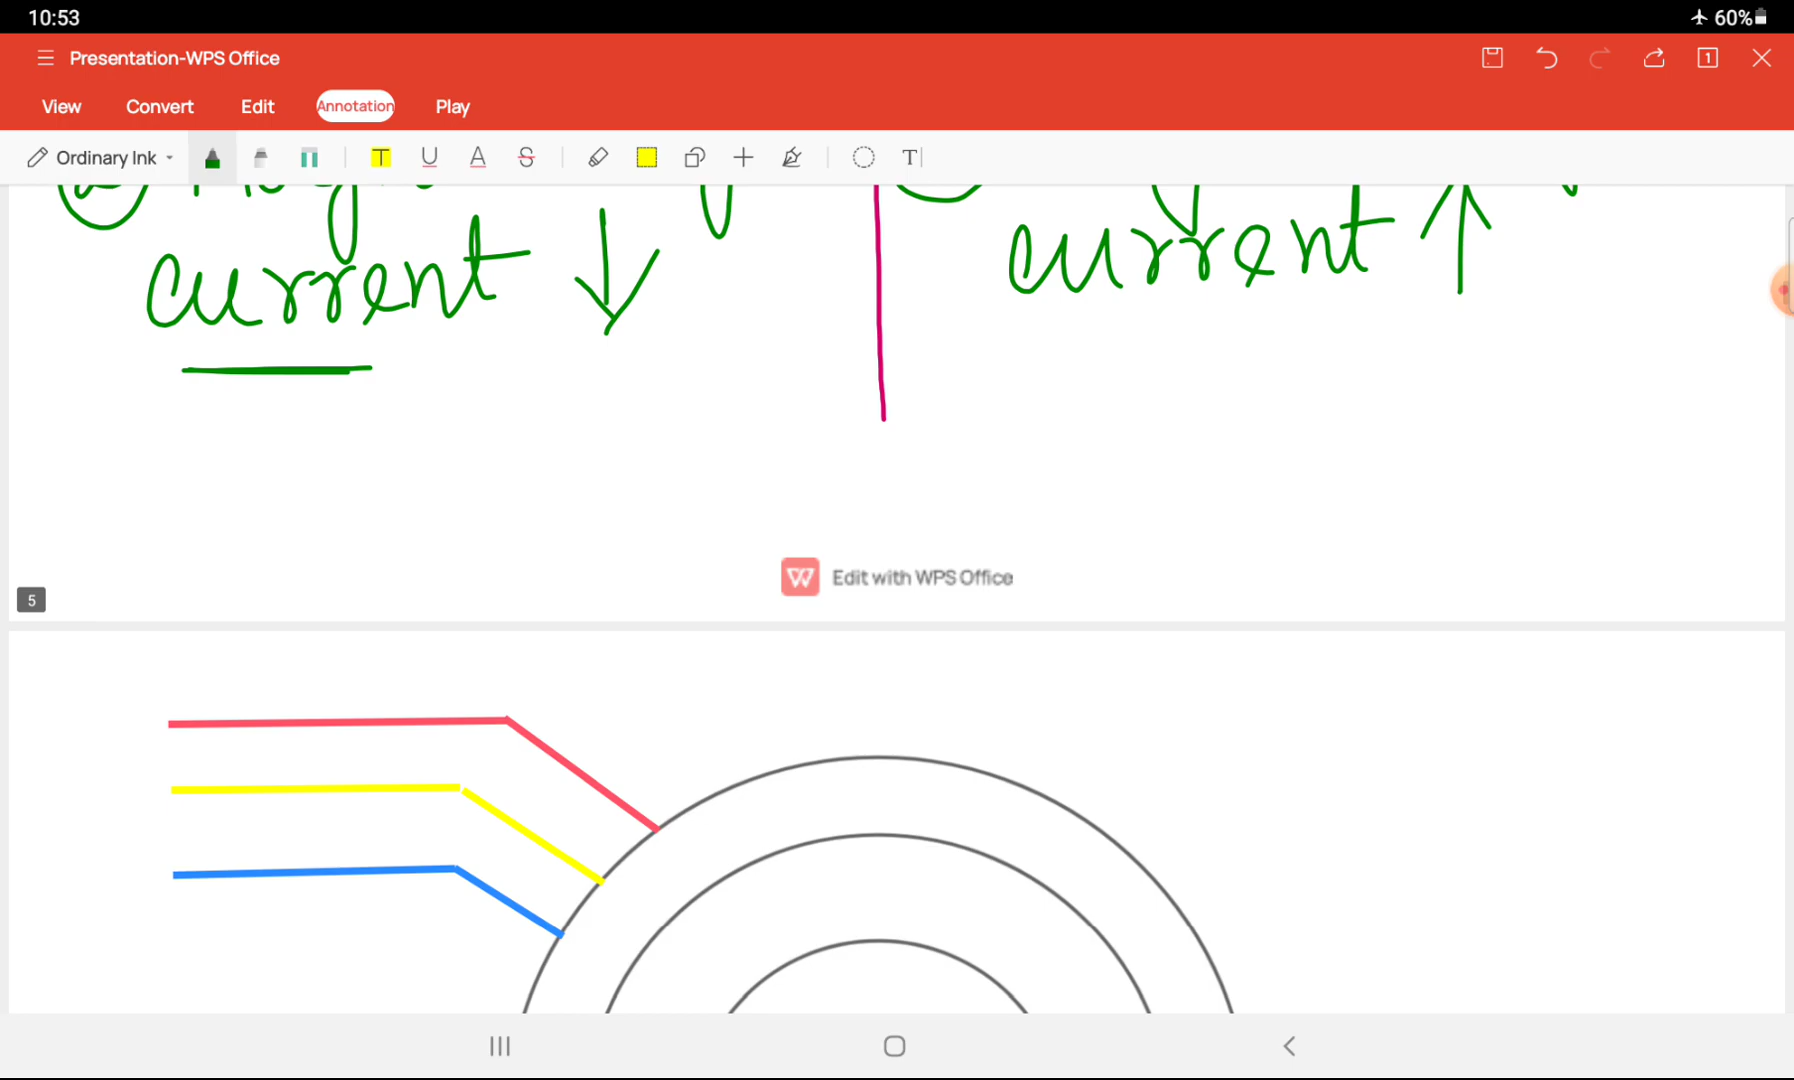 10:53
60%
Presentation-WPS Office
1
View Convert Edit Annotation Play
Ordinary Ink T U A S T
current ↓
current ↑
Edit with WPS Office
5